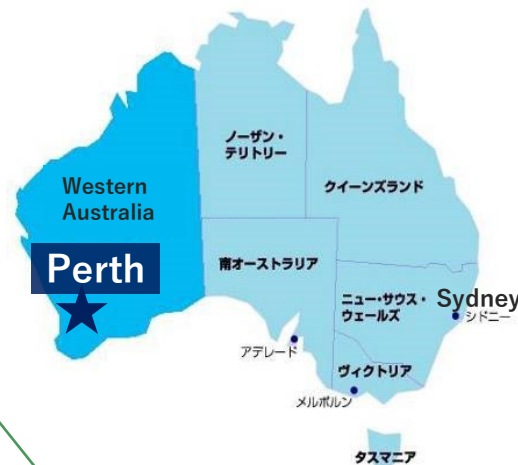 ノーザン・
テリトリー
クイーンズランド
Western
Australia
Perth
南オーストラリア
ニュー・サウス・
ウェールズ
Sydney
シドニー
アデレード
ヴィクトリア
メルボルン
タスマニア